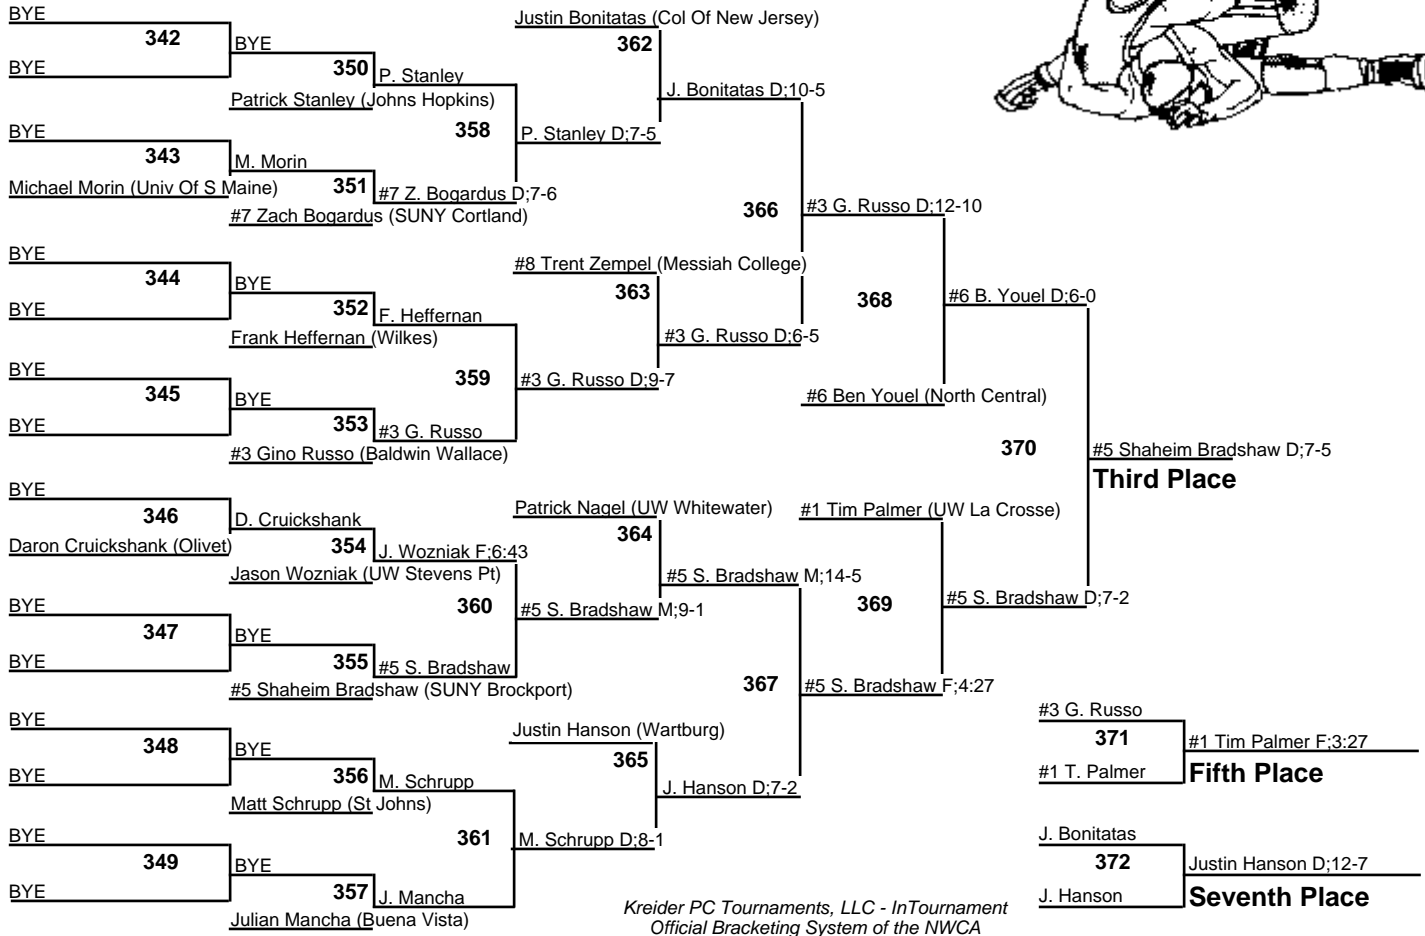 BYE
342
BYE
BYE
350
P. Stanley
Patrick Stanley (Johns Hopkins)
358
P. Stanley D;7-5
BYE
343
M. Morin
Michael Morin (Univ Of S Maine)
351
#7 Z. Bogardus D;7-6
#7 Zach Bogardus (SUNY Cortland)
Justin Bonitatas (Col Of New Jersey)
362
J. Bonitatas D;10-5
366
#3 G. Russo D;12-10
BYE
344
BYE
BYE
352
F. Heffernan
Frank Heffernan (Wilkes)
359
#3 G. Russo D;9-7
BYE
345
BYE
BYE
353
#3 G. Russo
#3 Gino Russo (Baldwin Wallace)
#8 Trent Zempel (Messiah College)
363
#3 G. Russo D;6-5
368
#6 B. Youel D;6-0
#6 Ben Youel (North Central)
370
#5 Shaheim Bradshaw D;7-5
Third Place
BYE
346
D. Cruickshank
Daron Cruickshank (Olivet)
354
J. Wozniak F;6:43
Jason Wozniak (UW Stevens Pt)
360
#5 S. Bradshaw M;9-1
BYE
347
BYE
BYE
355
#5 S. Bradshaw
#5 Shaheim Bradshaw (SUNY Brockport)
Patrick Nagel (UW Whitewater)
364
#5 S. Bradshaw M;14-5
#1 Tim Palmer (UW La Crosse)
369
#5 S. Bradshaw D;7-2
367
#5 S. Bradshaw F;4:27
BYE
348
BYE
BYE
356
M. Schrupp
Matt Schrupp (St Johns)
361
M. Schrupp D;8-1
BYE
349
BYE
BYE
357
J. Mancha
Julian Mancha (Buena Vista)
Justin Hanson (Wartburg)
365
J. Hanson D;7-2
#3 G. Russo
371
#1 Tim Palmer F;3:27
#1 T. Palmer
Fifth Place
J. Bonitatas
372
Justin Hanson D;12-7
J. Hanson
Seventh Place
Kreider PC Tournaments, LLC - InTournament
Official Bracketing System of the NWCA